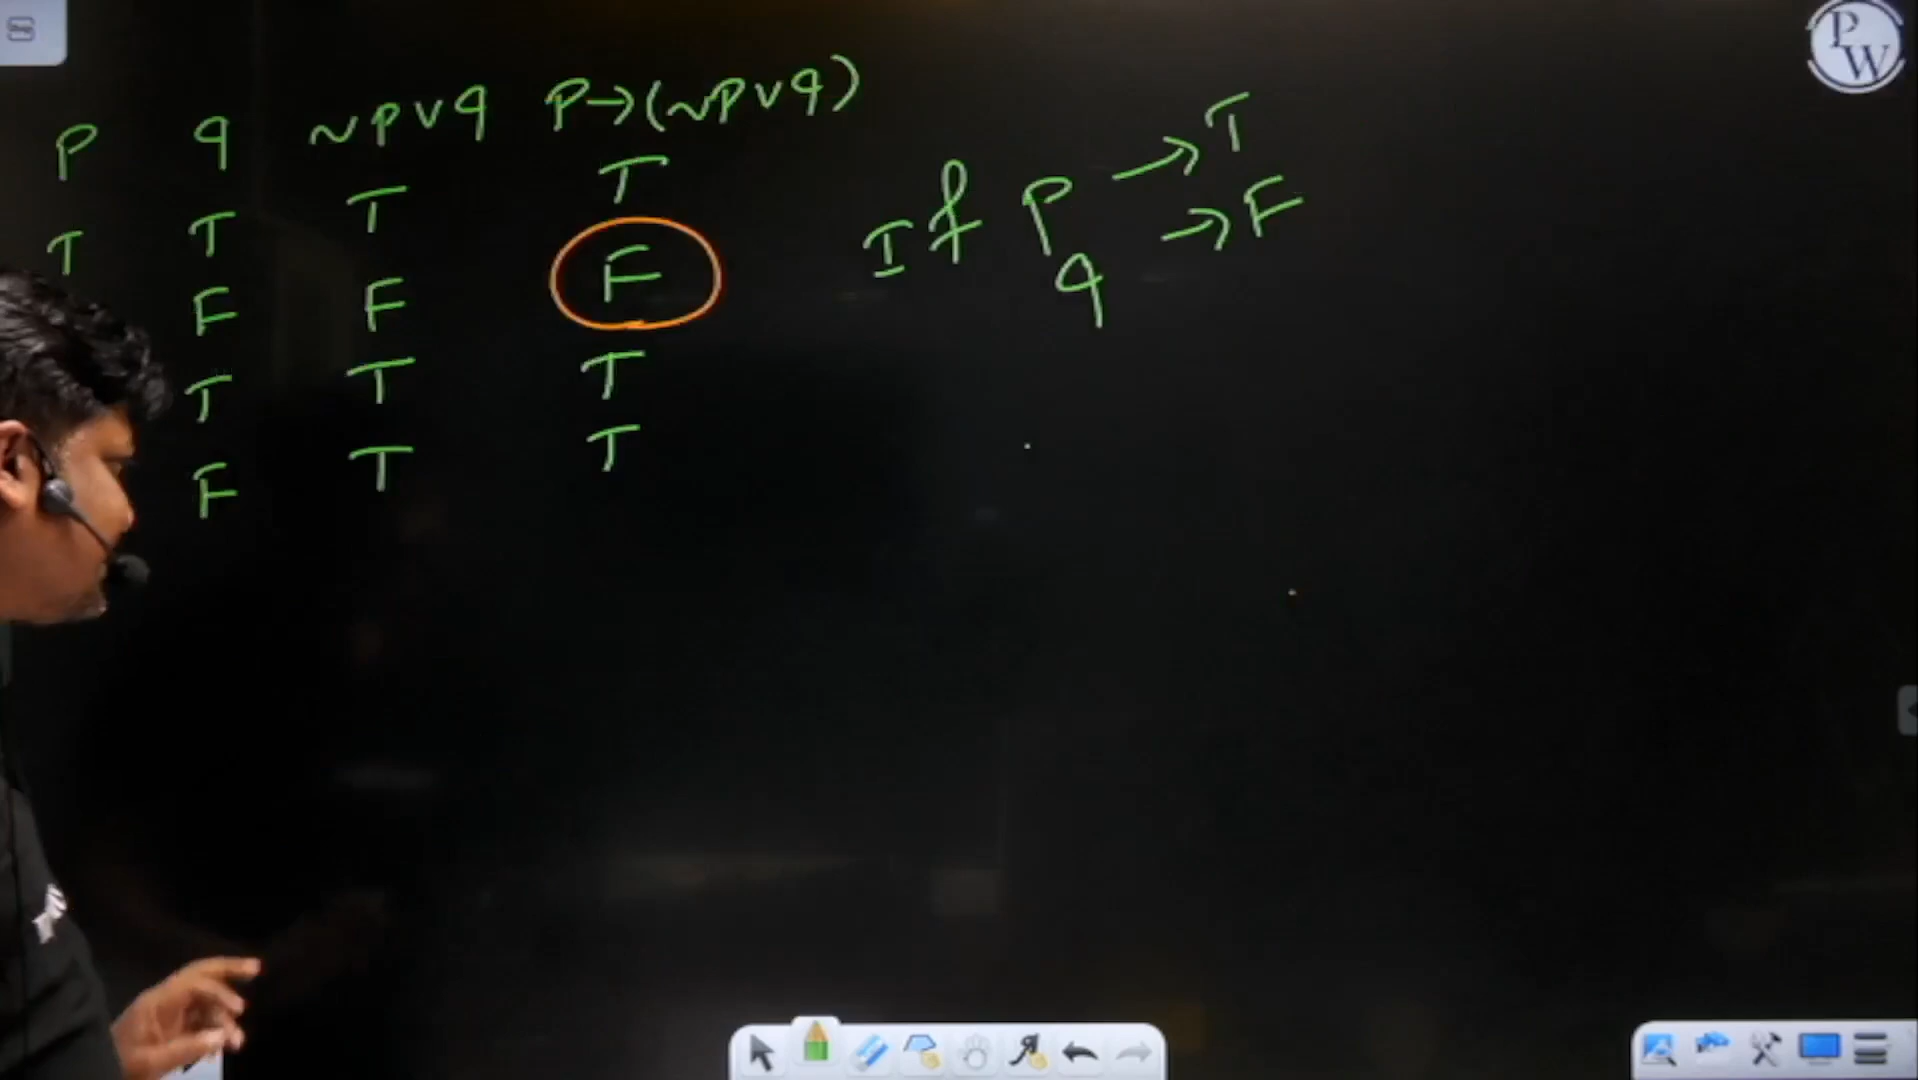 P q ~p∨q P→(~p∨q)
T T T T
F F F
T T T
F T T
If p → T
q → F
PW